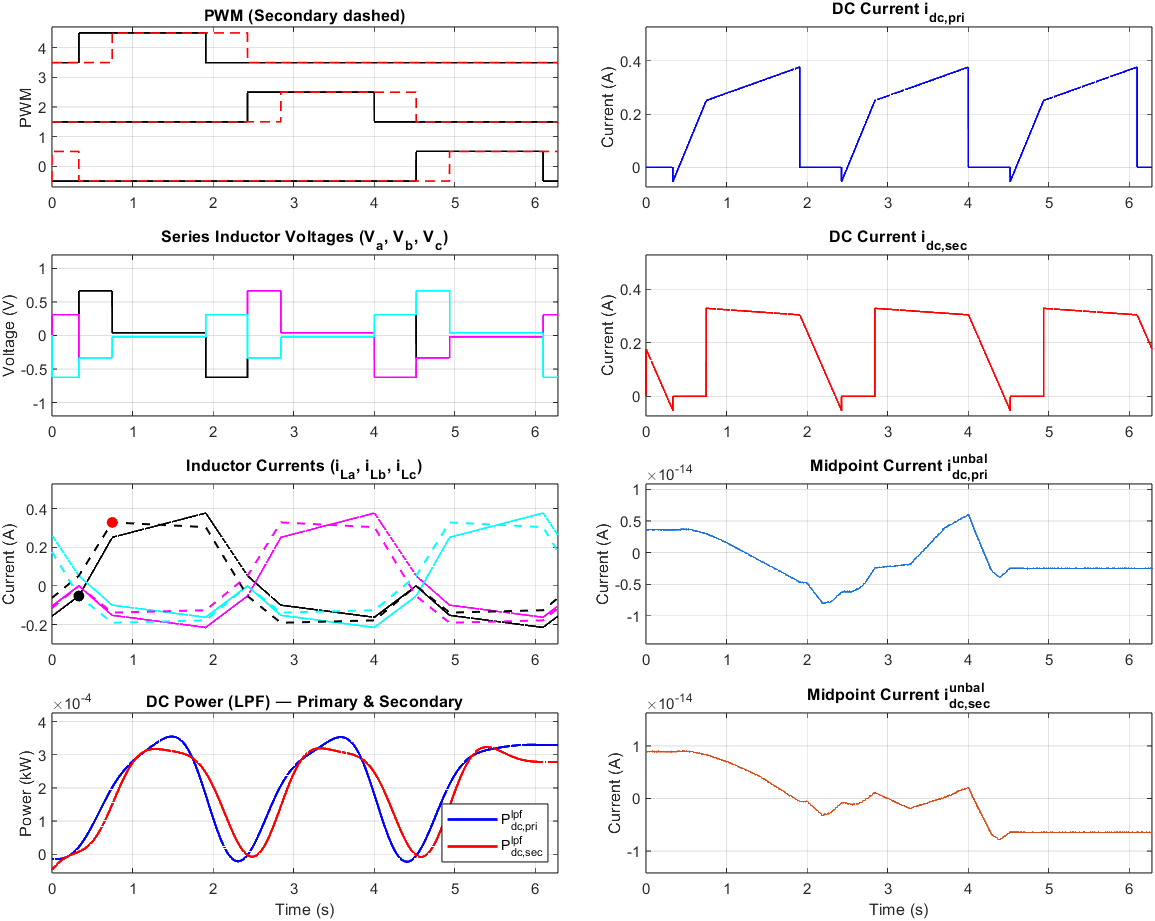 PWM (Secondary dashed)
PWM
4
3
2
1
0
0 1 2 3 4 5 6
DC Current i_dc,pri
Current (A)
0.4
0.2
0
0 1 2 3 4 5 6
Series Inductor Voltages (V_a, V_b, V_c)
Voltage (V)
1
0.5
0
-0.5
-1
0 1 2 3 4 5 6
DC Current i_dc,sec
Current (A)
0.4
0.2
0
0 1 2 3 4 5 6
Inductor Currents (i_La, i_Lb, i_Lc)
Current (A)
0.4
0.2
0
-0.2
0 1 2 3 4 5 6
Midpoint Current i_dc,pri^unbal
×10^-14
Current (A)
1
0.5
0
-0.5
-1
0 1 2 3 4 5 6
DC Power (LPF) — Primary & Secondary
×10^-4
Power (kW)
4
3
2
1
0
P_dc,pri^lpf
P_dc,sec^lpf
0 1 2 3 4 5 6
Time (s)
Midpoint Current i_dc,sec^unbal
×10^-14
Current (A)
1
0
-1
0 1 2 3 4 5 6
Time (s)